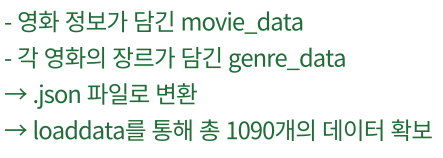 - 영화 정보가 담긴 movie_data
- 각 영화의 장르가 담긴 genre_data
→ .json 파일로 변환
→ loaddata를 통해 총 1090개의 데이터 확보